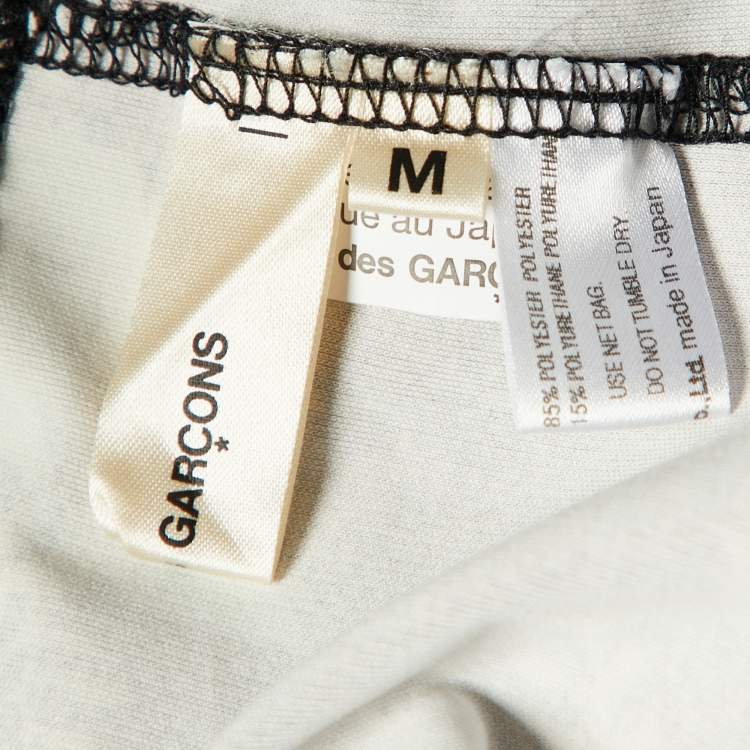 GARÇONS
M
ue au Jap
des GARÇ
85% POLYESTER POLYESTER
15% POLYURETHANE POLYURETHAN
USE NET BAG.
DO NOT TUMBLE DRY
., Ltd. made in Japan